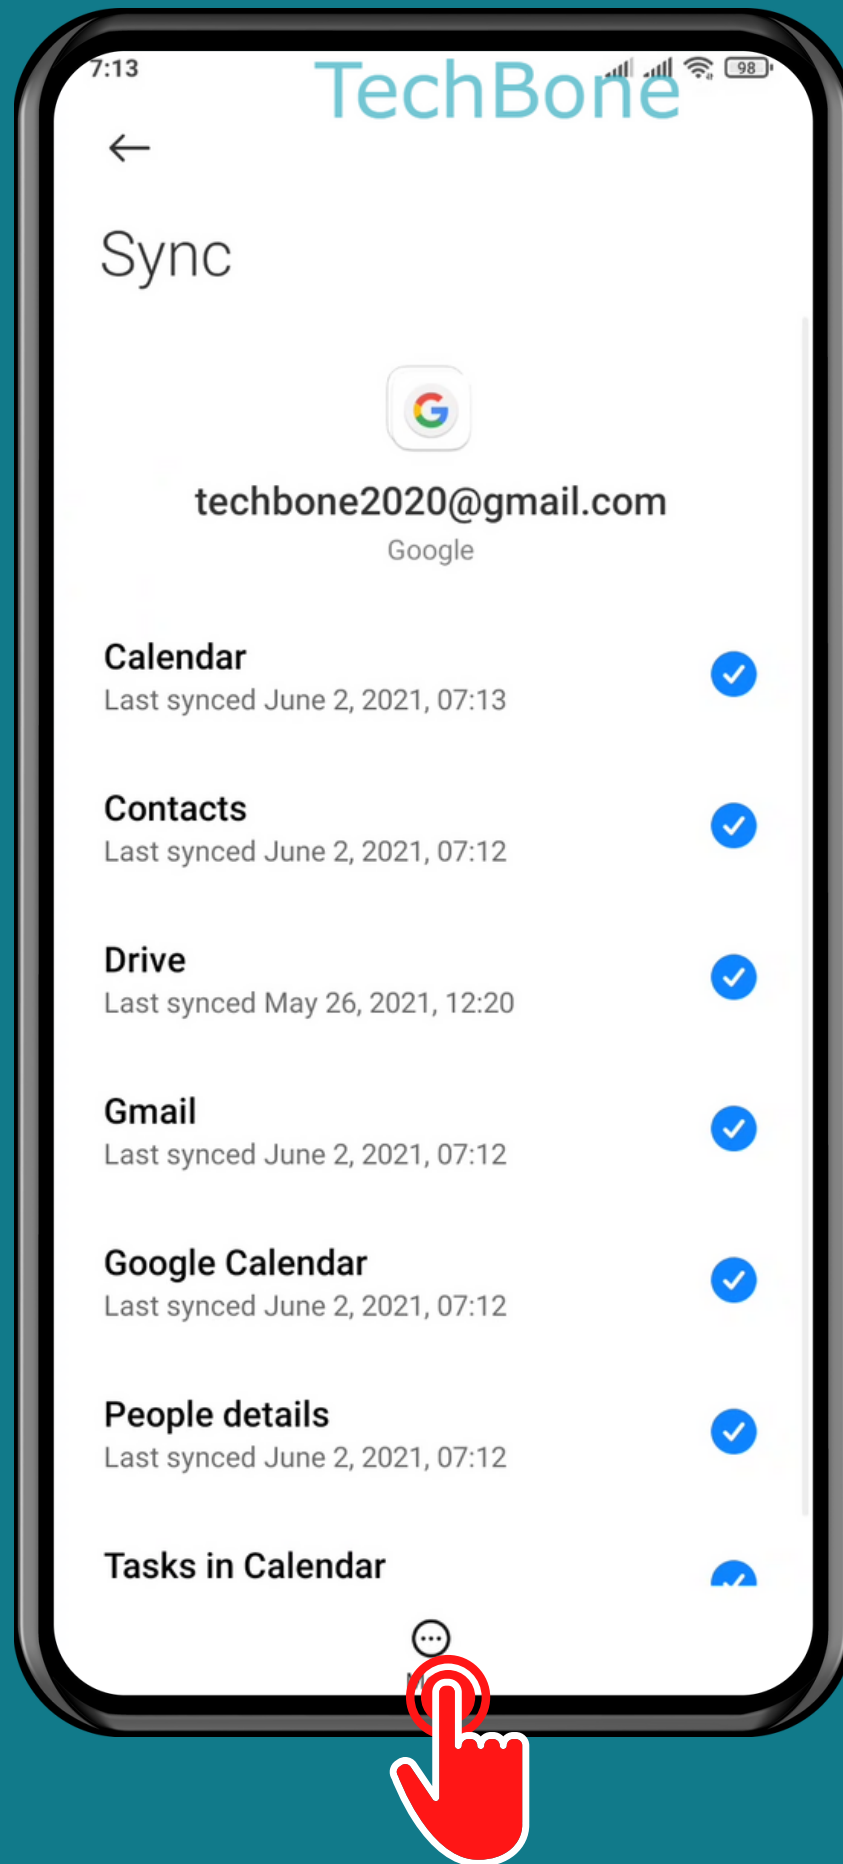 7:13
TechBone
98
Sync
G
techbone2020@gmail.com
Google
Calendar
Last synced June 2, 2021, 07:13
Contacts
Last synced June 2, 2021, 07:12
Drive
Last synced May 26, 2021, 12:20
Gmail
Last synced June 2, 2021, 07:12
Google Calendar
Last synced June 2, 2021, 07:12
People details
Last synced June 2, 2021, 07:12
Tasks in Calendar